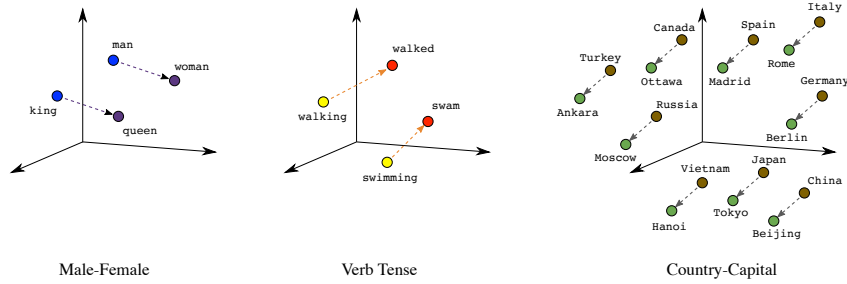 man
woman
king
queen
Male-Female
walked
walking
swam
swimming
Verb Tense
Italy
Canada
Spain
Rome
Turkey
Ottawa
Madrid
Germany
Ankara
Russia
Berlin
Moscow
Vietnam
Japan
China
Hanoi
Tokyo
Beijing
Country-Capital